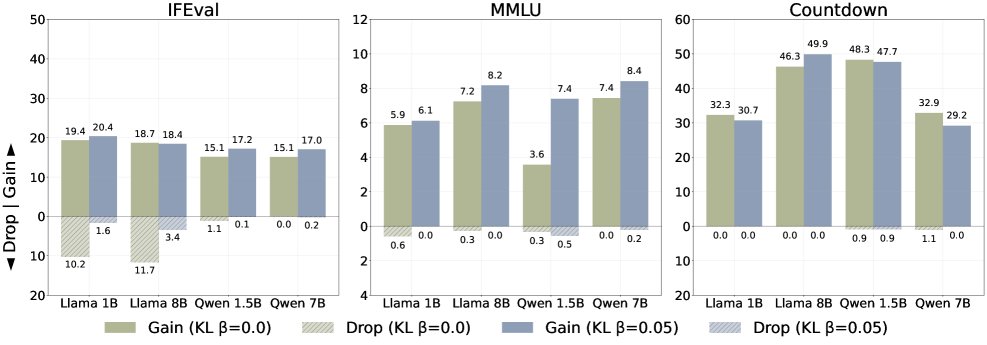 IFEval
MMLU
Countdown
◄ Drop | Gain ►
50
40
30
20
10
0
10
20
19.4 20.4 18.7 18.4 15.1 17.2 15.1 17.0
10.2 1.6 11.7 3.4 1.1 0.1 0.0 0.2
Llama 1B Llama 8B Qwen 1.5B Qwen 7B
12
10
8
6
4
2
0
2
4
5.9 6.1 7.2 8.2 3.6 7.4 7.4 8.4
0.6 0.0 0.3 0.0 0.3 0.5 0.0 0.2
Llama 1B Llama 8B Qwen 1.5B Qwen 7B
60
50
40
30
20
10
0
10
20
32.3 30.7 46.3 49.9 48.3 47.7 32.9 29.2
0.0 0.0 0.0 0.0 0.9 0.9 1.1 0.0
Llama 1B Llama 8B Qwen 1.5B Qwen 7B
Gain (KL β=0.0) Drop (KL β=0.0) Gain (KL β=0.05) Drop (KL β=0.05)